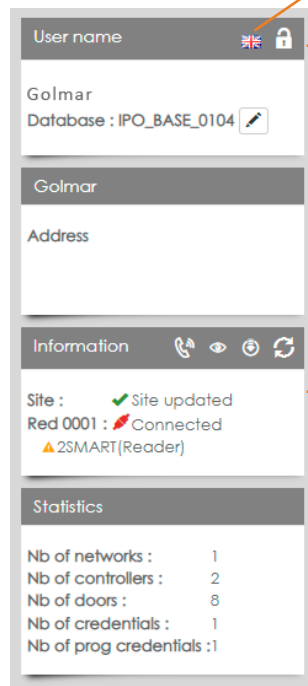 User name
Golmar
Database : IPO_BASE_0104
Golmar
Address
Information
Site : Site updated
Red 0001 : Connected
2SMART(Reader)
Statistics
Nb of networks : 1
Nb of controllers : 2
Nb of doors : 8
Nb of credentials : 1
Nb of prog credentials :1